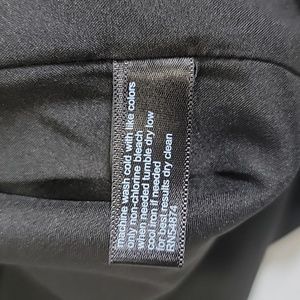 machine wash cold with like colors
only non-chlorine bleach
when needed tumble dry low
cool iron if needed
for best results dry clean
RN54874